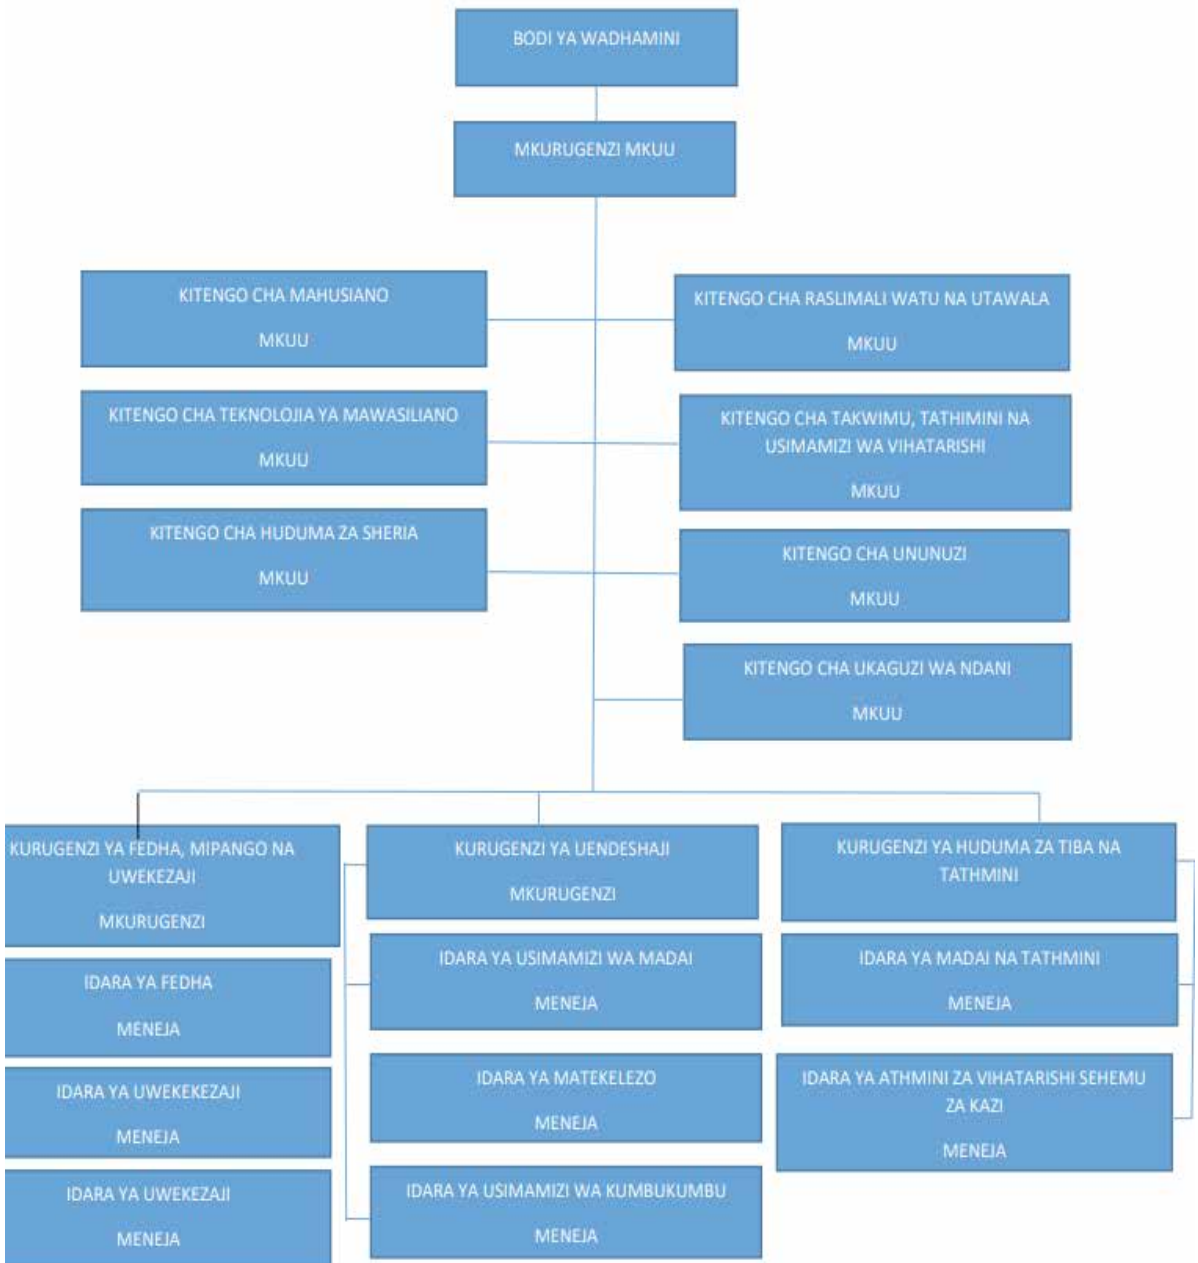 BODI YA WADHAMINI
MKURUGENZI MKUU
KITENGO CHA MAHUSIANO
MKUU
KITENGO CHA RASLIMALI WATU NA UTAWALA
MKUU
KITENGO CHA TEKNOLOJIA YA MAWASILIANO
MKUU
KITENGO CHA TAKWIMU, TATHIMINI NA
USIMAMIZI WA VIHATARISHI
MKUU
KITENGO CHA HUDUMA ZA SHERIA
MKUU
KITENGO CHA UNUNUZI
MKUU
KITENGO CHA UKAGUZI WA NDANI
MKUU
KURUGENZI YA FEDHA, MIPANGO NA
UWEKEZAJI
MKURUGENZI
IDARA YA FEDHA
MENEJA
IDARA YA UWEKEKEZAJI
MENEJA
IDARA YA UWEKEZAJI
MENEJA
KURUGENZI YA UENDESHAJI
MKURUGENZI
IDARA YA USIMAMIZI WA MADAI
MENEJA
IDARA YA MATEKELEZO
MENEJA
IDARA YA USIMAMIZI WA KUMBUKUMBU
MENEJA
KURUGENZI YA HUDUMA ZA TIBA NA
TATHMINI
IDARA YA MADAI NA TATHMINI
MENEJA
IDARA YA ATHMINI ZA VIHATARISHI SEHEMU
ZA KAZI
MENEJA